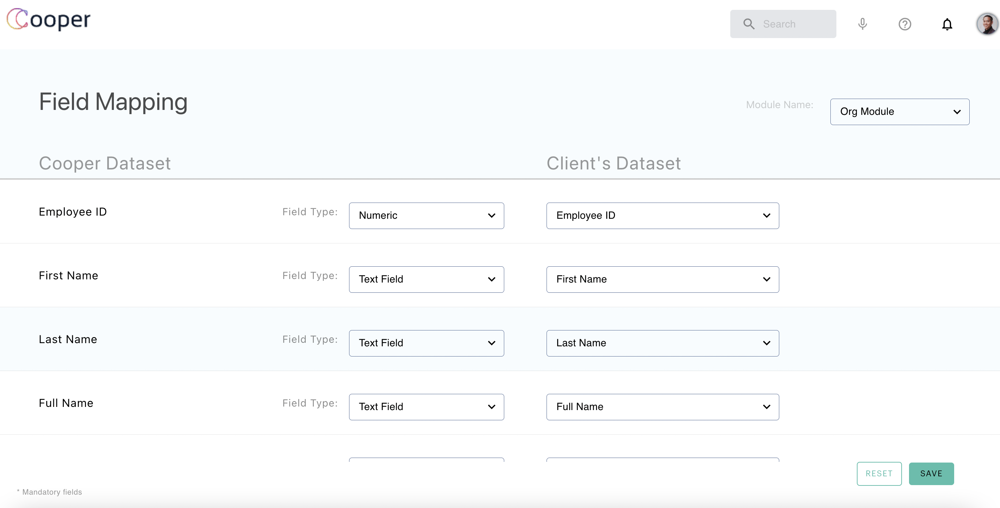 Cooper
Search
Field Mapping
Module Name:
Org Module
Cooper Dataset
Client's Dataset
Employee ID
Field Type:
Numeric
Employee ID
First Name
Field Type:
Text Field
First Name
Last Name
Field Type:
Text Field
Last Name
Full Name
Field Type:
Text Field
Full Name
RESET
SAVE
* Mandatory fields